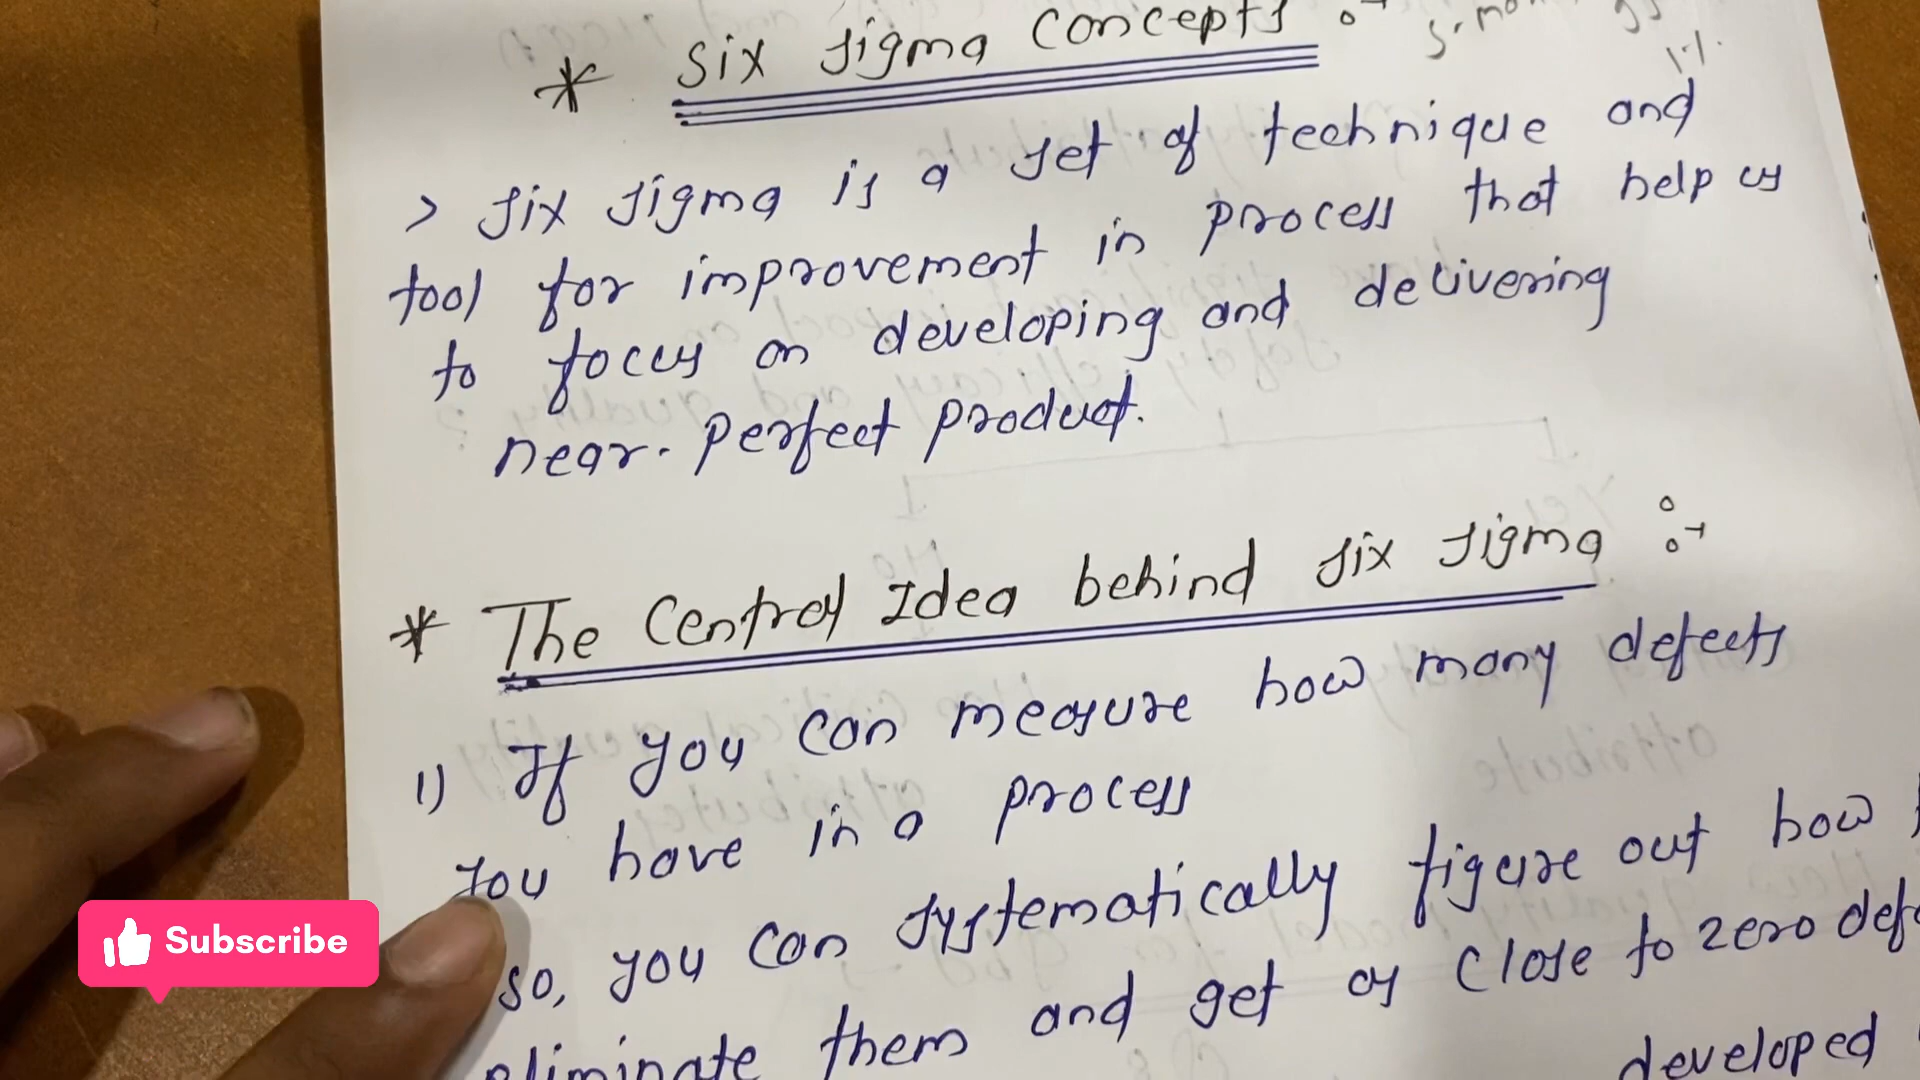 * Six Sigma Concepts :-
> Six Sigma is a set of technique and
tool for improvement in process that help us
to focus on developing and delivering
near. perfect product.
* The Central Idea behind Six Sigma :-
1) If you can measure how many defects
you have in a process
so, you can systematically figure out how
eliminate them and get as close to zero
developed
Subscribe